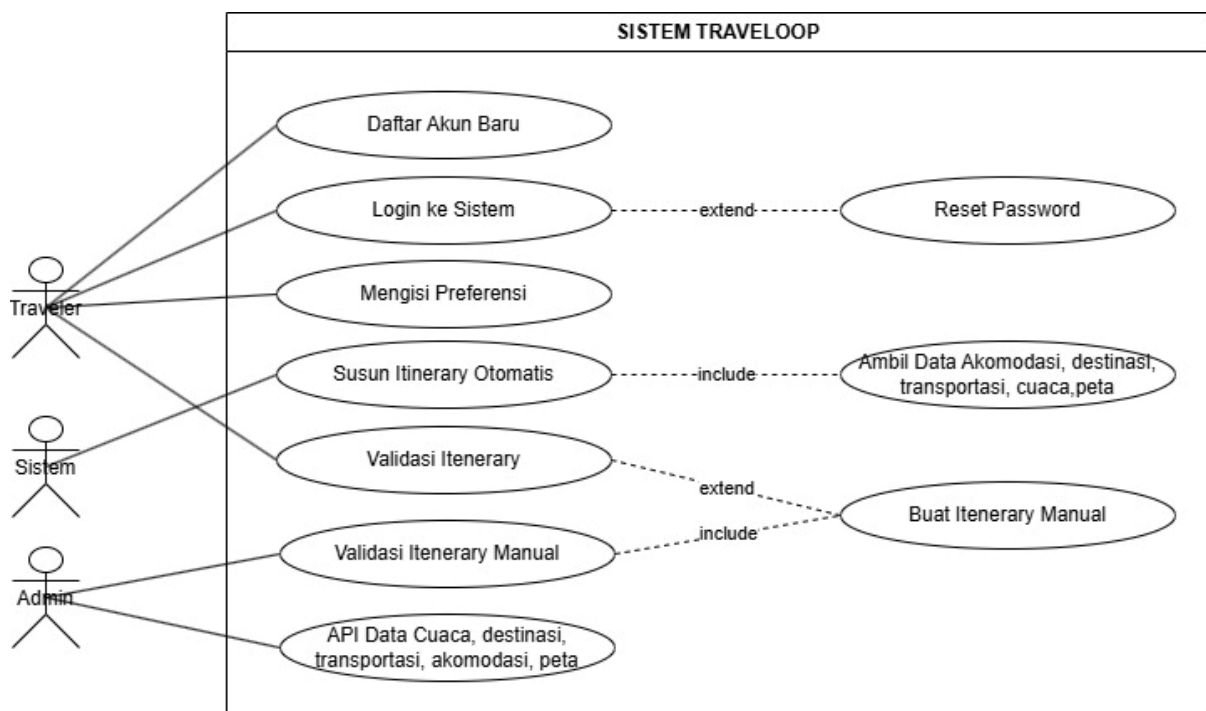 SISTEM TRAVELOOP
Daftar Akun Baru
Login ke Sistem
extend
Reset Password
Traveler
Mengisi Preferensi
Susun Itinerary Otomatis
include
Ambil Data Akomodasi, destinasi,
transportasi, cuaca,peta
Sistem
Validasi Itenerary
extend
Buat Itenerary Manual
include
Validasi Itenerary Manual
Admin
API Data Cuaca, destinasi,
transportasi, akomodasi, peta